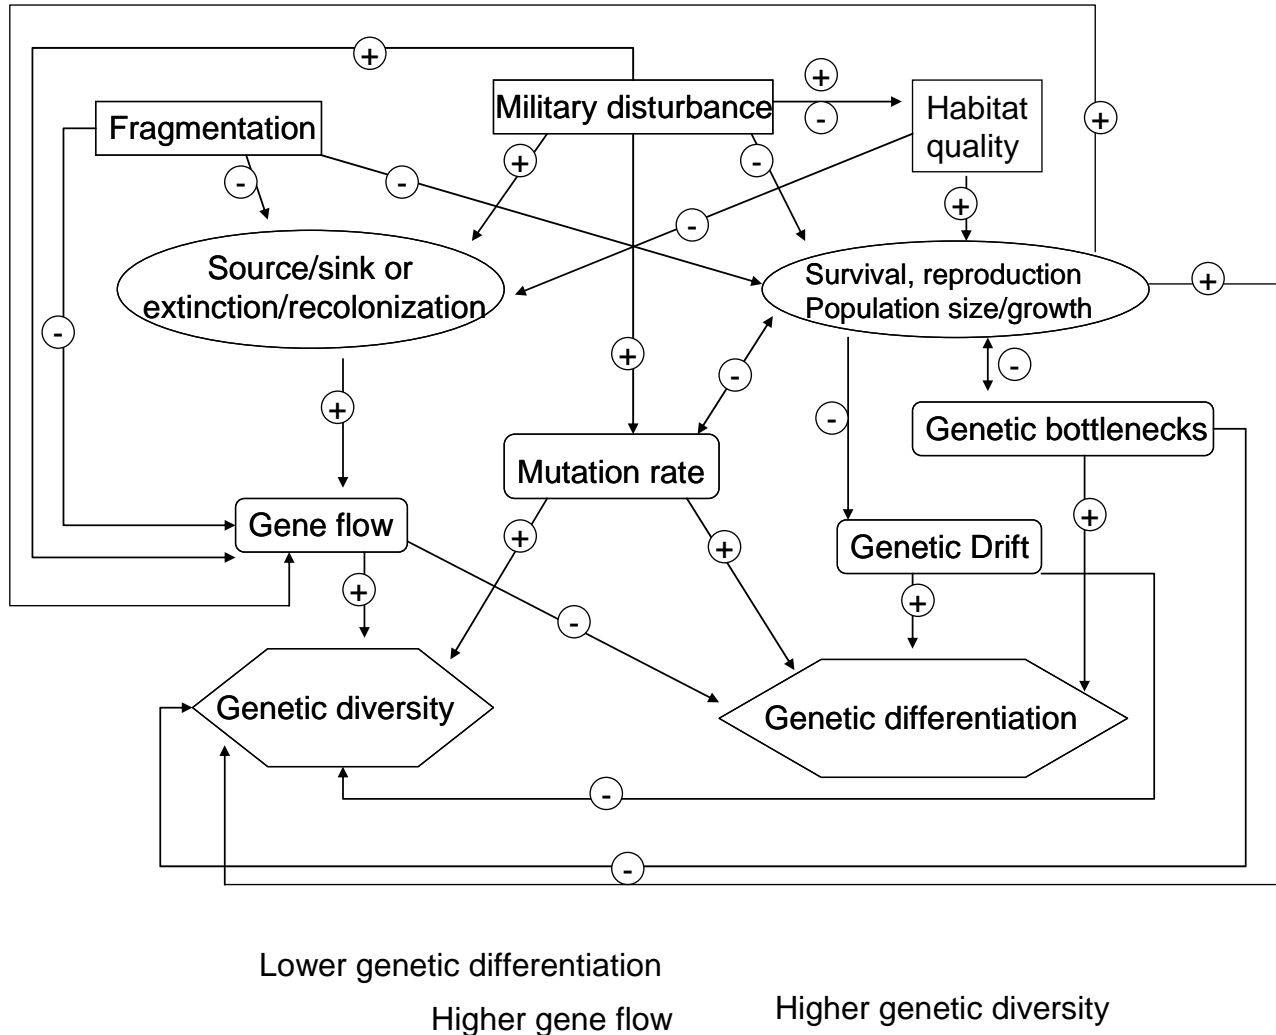 +
Military disturbance
+
-
Habitat
quality
Fragmentation
+
+
-
-
-
-
+
Source/sink or
extinction/recolonization
Survival, reproduction
Population size/growth
+
-
+
-
-
+
-
Genetic bottlenecks
Mutation rate
Gene flow
+
+
+
Genetic Drift
+
+
-
Genetic diversity
Genetic differentiation
-
-
Lower genetic differentiation
Higher gene flow
Higher genetic diversity